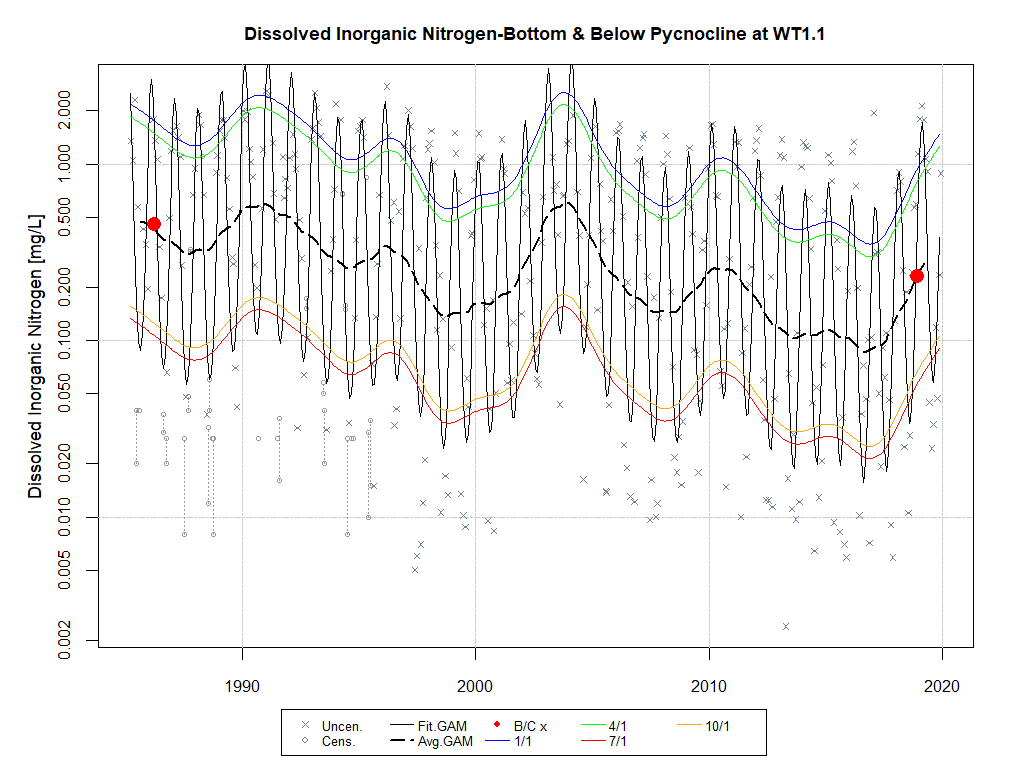 Dissolved Inorganic Nitrogen-Bottom & Below Pycnocline at WT1.1
Dissolved Inorganic Nitrogen [mg/L]
2.000
1.000
0.500
0.200
0.100
0.050
0.020
0.010
0.005
0.002
1990 2000 2010 2020
Uncen. Fit.GAM B/C x 4/1 10/1
Cens. Avg.GAM 1/1 7/1